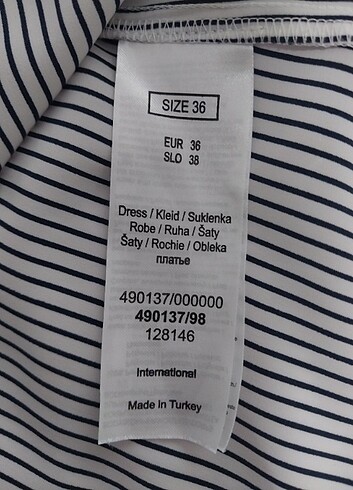 SIZE 36
EUR 36
SLO 38
Dress / Kleid / Suklenka
Robe / Ruha / Šaty
Šaty / Rochie / Obleka
платье
490137/000000
490137/98
128146
International
Made in Turkey